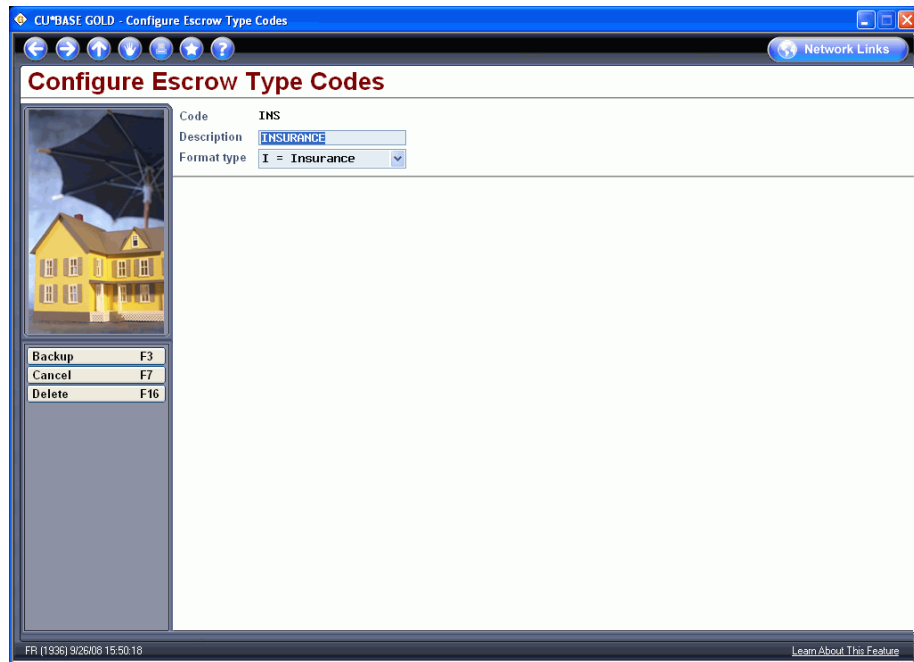 CU*BASE GOLD - Configure Escrow Type Codes
Network Links
Configure Escrow Type Codes
Code INS
Description INSURANCE
Format type I = Insurance
Backup F3
Cancel F7
Delete F16
FR (1936) 9/26/08 15:50:18
Learn About This Feature